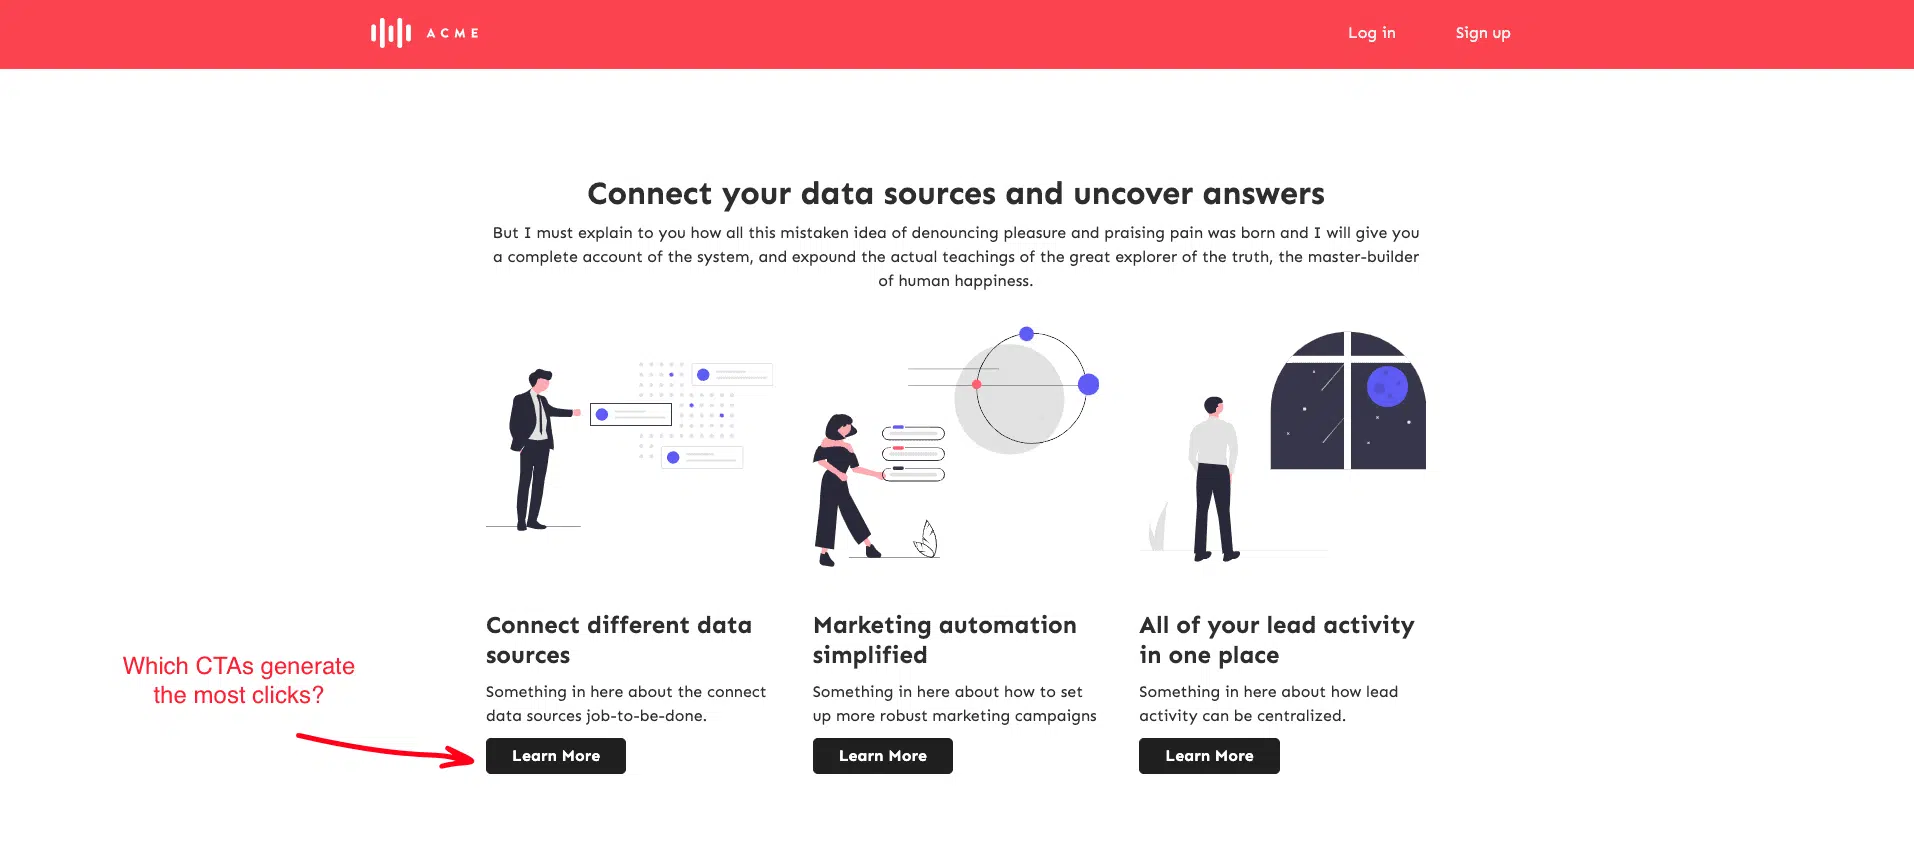 ACME
Log in
Sign up
Connect your data sources and uncover answers
But I must explain to you how all this mistaken idea of denouncing pleasure and praising pain was born and I will give you
a complete account of the system, and expound the actual teachings of the great explorer of the truth, the master-builder
of human happiness.
Connect different data
sources
Something in here about the connect
data sources job-to-be-done.
Learn More
Marketing automation
simplified
Something in here about how to set
up more robust marketing campaigns
Learn More
All of your lead activity
in one place
Something in here about how lead
activity can be centralized.
Learn More
Which CTAs generate
the most clicks?